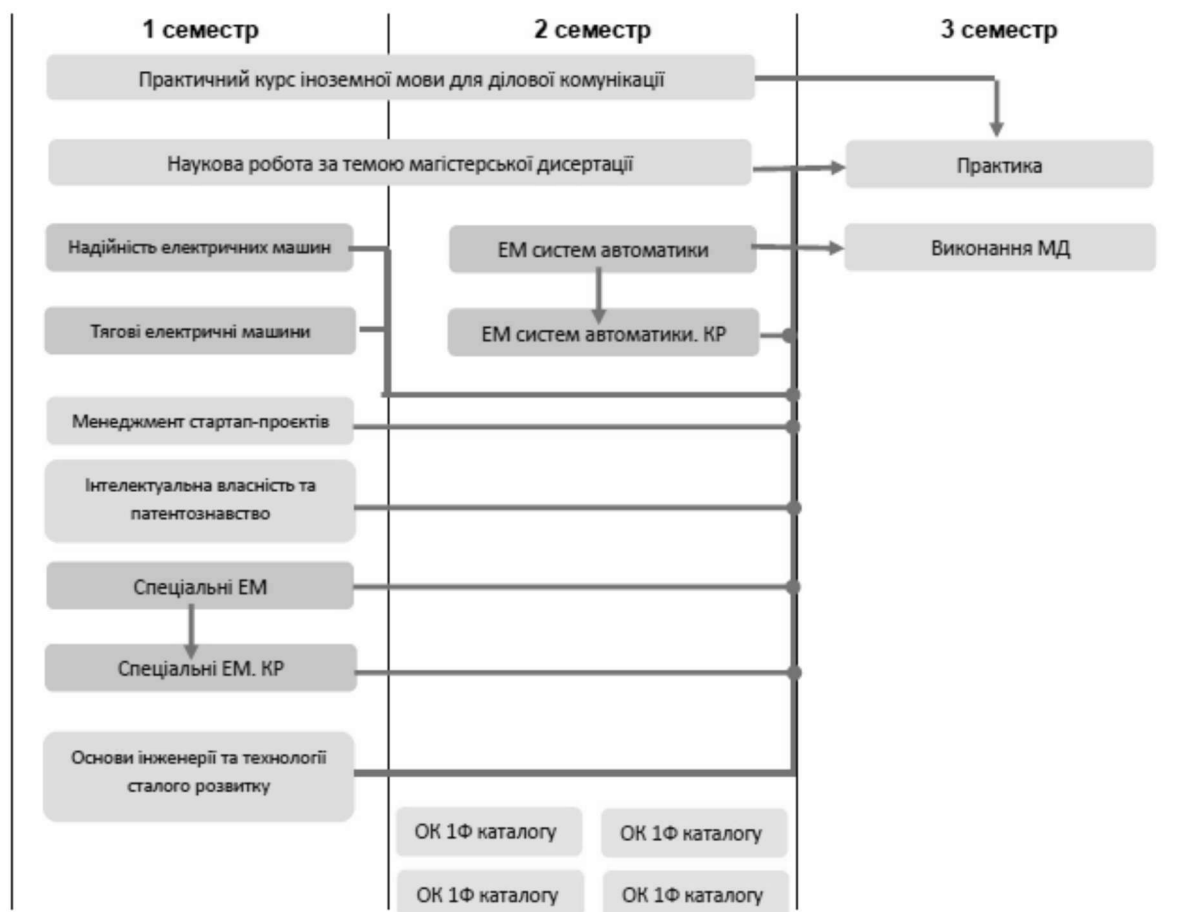 1 семестр
2 семестр
3 семестр
Практичний курс іноземної мови для ділової комунікації
Наукова робота за темою магістерської дисертації
Практика
Надійність електричних машин
ЕМ систем автоматики
Виконання МД
Тягові електричні машини
ЕМ систем автоматики. КР
Менеджмент стартап-проєктів
Інтелектуальна власність та
патентознавство
Спеціальні ЕМ
Спеціальні ЕМ. КР
Основи інженерії та технології
сталого розвитку
ОК 1Ф каталогу
ОК 1Ф каталогу
ОК 1Ф каталогу
ОК 1Ф каталогу